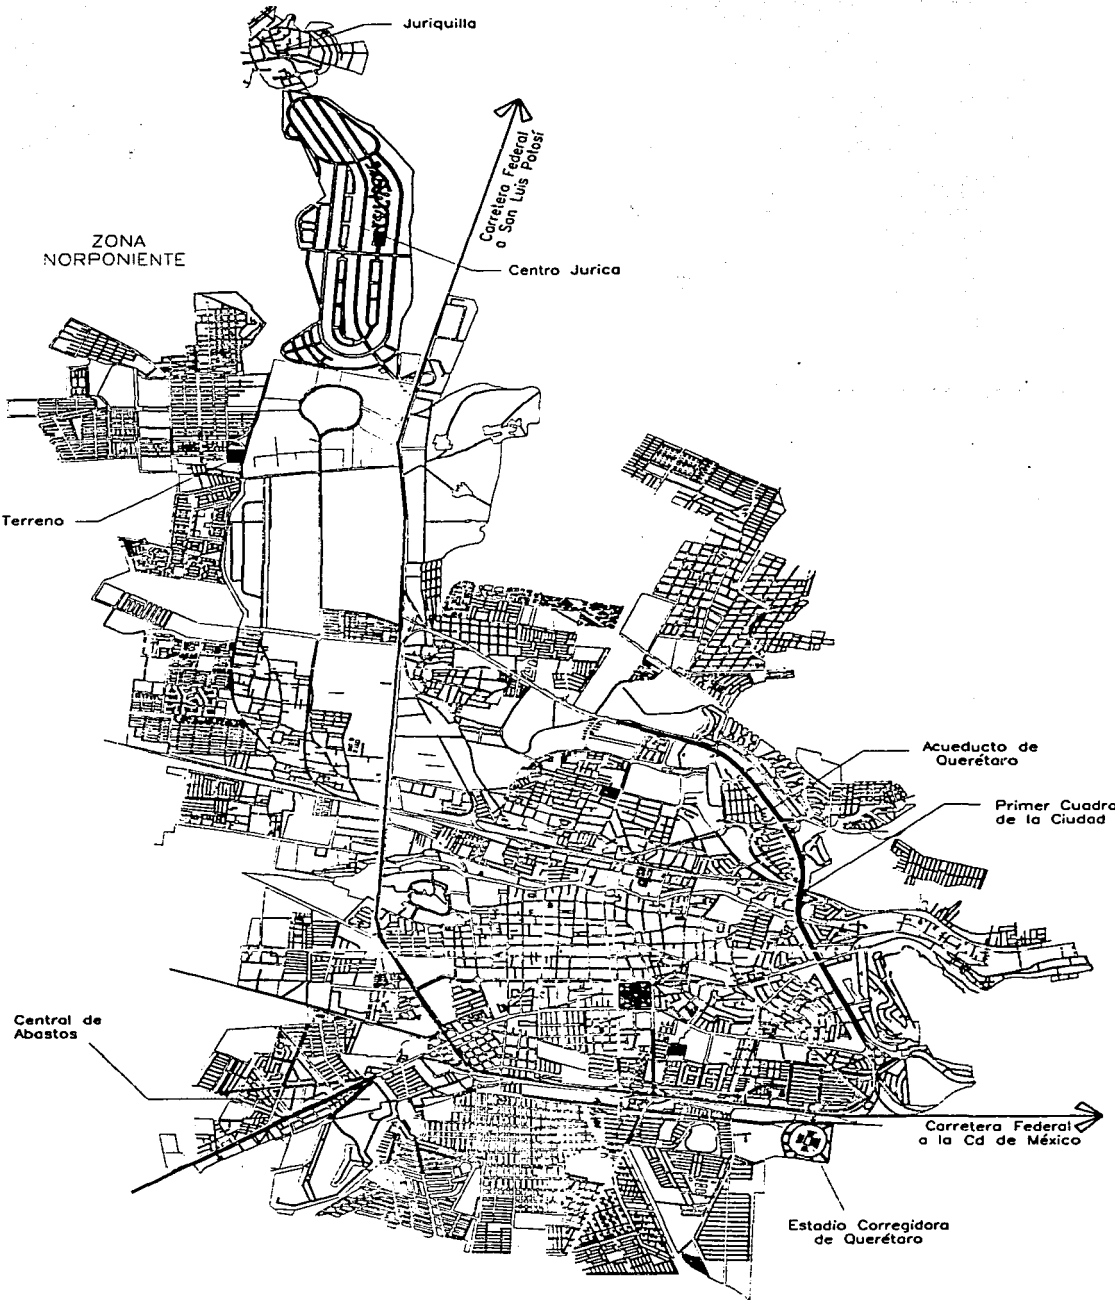 Juriquilla
Carretera Federal
a San Luis Potosí
ZONA
NORPONIENTE
Centro Jurica
Terreno
Acueducto de
Querétaro
Primer Cuadro
de la Ciudad
Central de
Abastos
Carretera Federal
a la Cd de México
Estadio Corregidora
de Querétaro